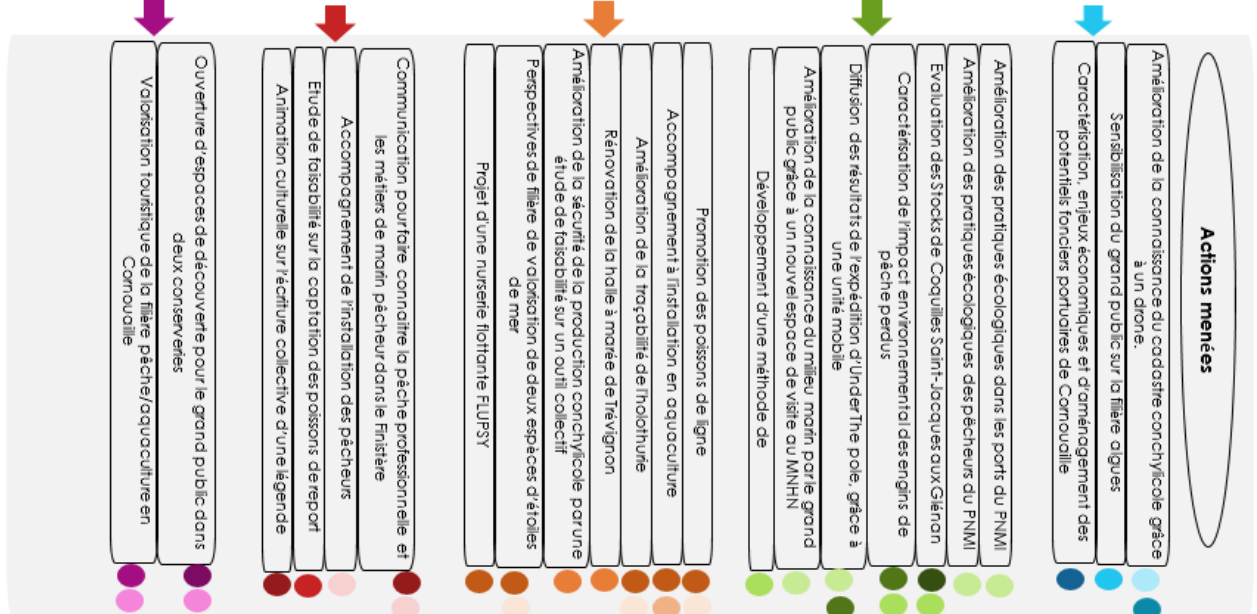 Actions menées
Amélioration de la connaissance du cadastre conchylicole grâce
à un drone.
Sensibilisation du grand public sur la filière algues
Caractérisation, enjeux économiques et d'aménagement des
potentiels fonciers portuaires de Cornouaille
Amélioration des pratiques écologiques dans les ports du PNMI
Amélioration des pratiques écologiques des pêcheurs du PNMI
Evaluation des Stocks de Coquilles Saint-Jacques aux Glénan
Caractérisation de l'impact environnemental des engins de
pêche perdus
Diffusion des résultats de l'expédition d'Under The pole, grâce à
une unité mobile
Amélioration de la connaissance du milieu marin par le grand
public grâce à un nouvel espace de visite au MNHN
Développement d'une méthode de
Promotion des poissons de ligne
Accompagnement à l'installation en aquaculture
Amélioration de la traçabilité de l'holothurie
Rénovation de la halle à marée de Trévignon
Amélioration de la sécurité de la production conchylicole par une
étude de faisabilité sur un outil collectif
Perspectives de filière de valorisation de deux espèces d'étoiles
de mer
Projet d'une nurserie flottante FLUPSY
Communication pour faire connaître la pêche professionnelle et
les métiers de marin pêcheur dans le Finistère
Accompagnement de l'installation des pêcheurs
Etude de faisabilité sur la captation des poissons de report
Animation culturelle sur l'écriture collective d'une légende
Ouverture d'espaces de découverte pour le grand public dans
deux conserveries
Valorisation touristique de la filière pêche/aquaculture en
Cornouaille